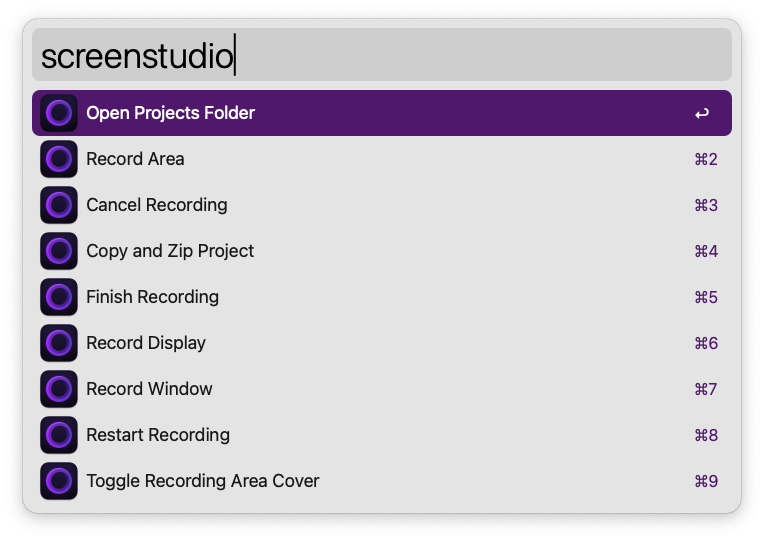 screenstudio
Open Projects Folder ↩
Record Area ⌘2
Cancel Recording ⌘3
Copy and Zip Project ⌘4
Finish Recording ⌘5
Record Display ⌘6
Record Window ⌘7
Restart Recording ⌘8
Toggle Recording Area Cover ⌘9